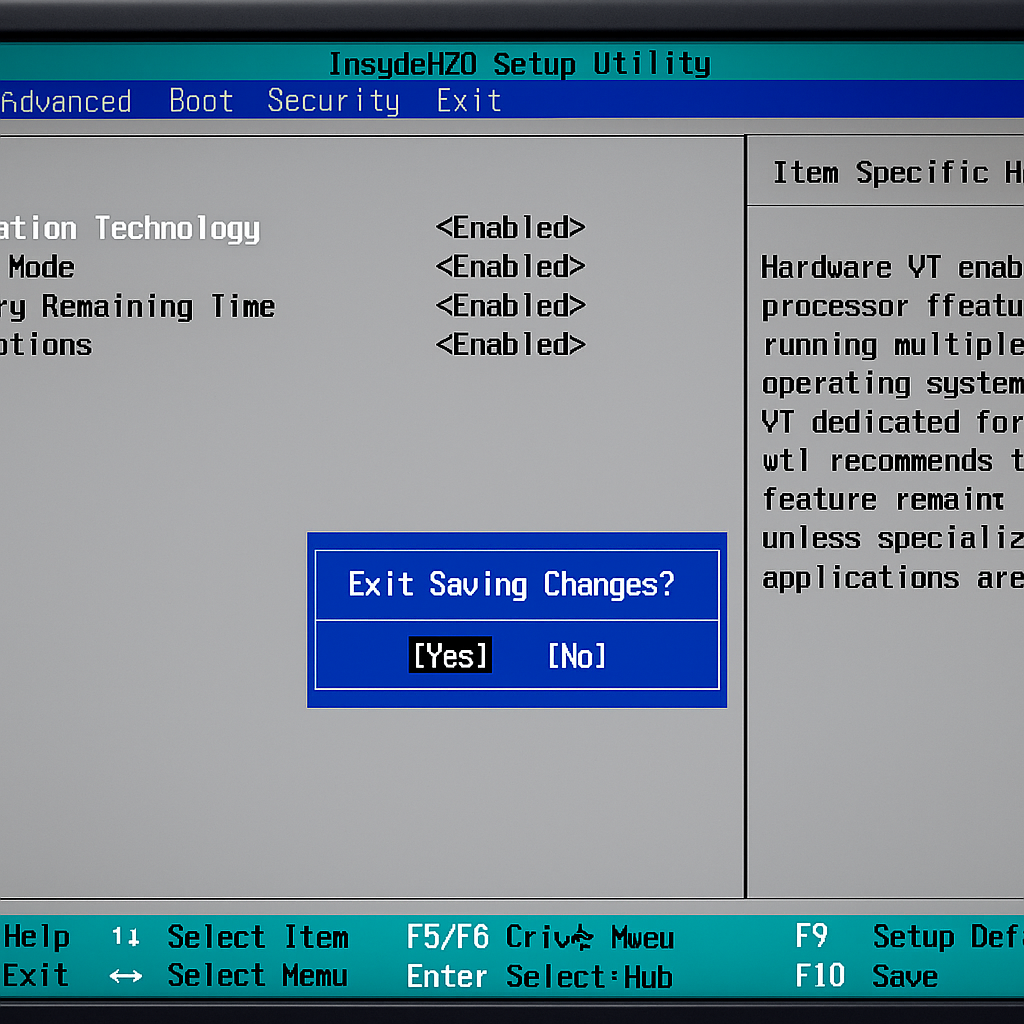 InsydeHZO Setup Utility
Advanced Boot Security Exit
Item Specific H
ation Technology <Enabled>
Mode <Enabled>
ry Remaining Time <Enabled>
ptions <Enabled>
Hardware VT enab
processor ffeatu
running multiple
operating system
VT dedicated for
wtl recommends t
feature remaint
unless specializ
applications are
Exit Saving Changes?
[Yes] [No]
Help ↑↓ Select Item F5/F6 Mweu F9 Setup Defa
Exit ↔ Select Memu Enter Select:Hub F10 Save